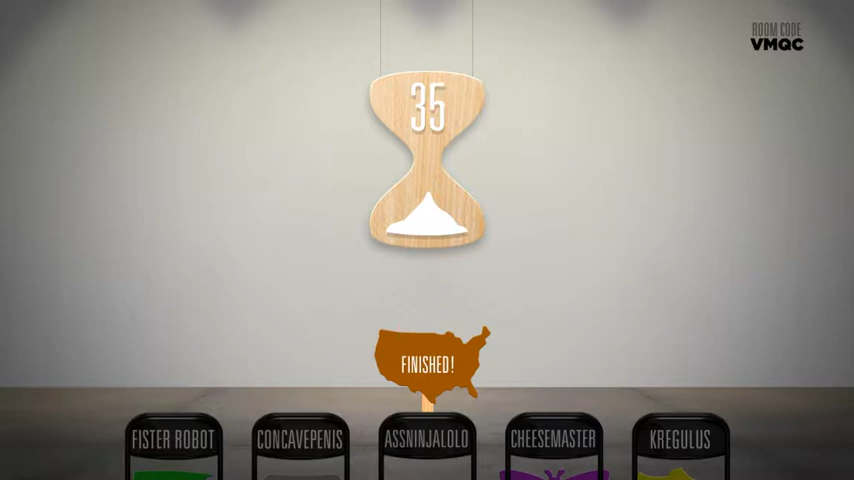 ROOM CODE
VMQC
35
FINISHED!
FISTER ROBOT
CONCAVEPENIS
ASSNINJALOLO
CHEESEMASTER
KREGULUS